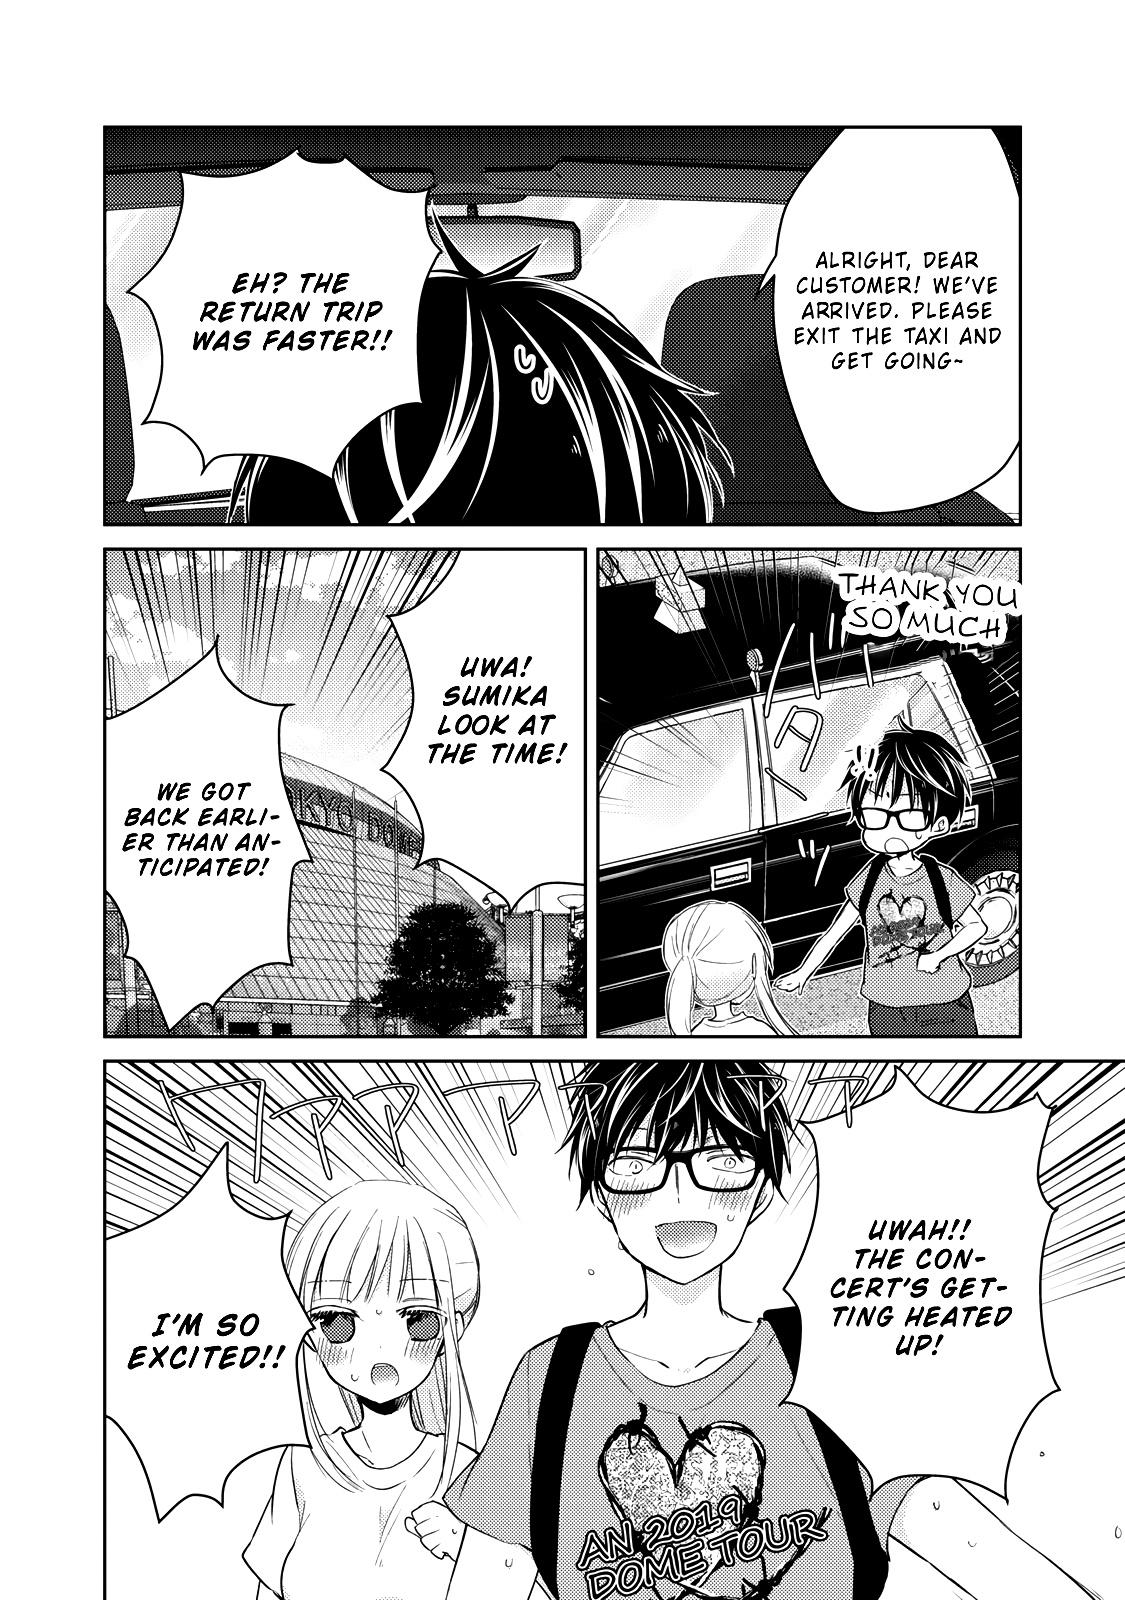 ALRIGHT, DEAR
CUSTOMER! WE'VE
ARRIVED. PLEASE
EXIT THE TAXI AND
GET GOING~
EH? THE
RETURN TRIP
WAS FASTER!!
THANK YOU
SO MUCH
UWA!
SUMIKA
LOOK AT
THE TIME!
WE GOT
BACK EARLI-
ER THAN AN-
TICIPATED!
UWAH!!
THE CON-
CERT'S GET-
TING HEATED
UP!
I'M SO
EXCITED!!
AN 2019
DOME TOUR